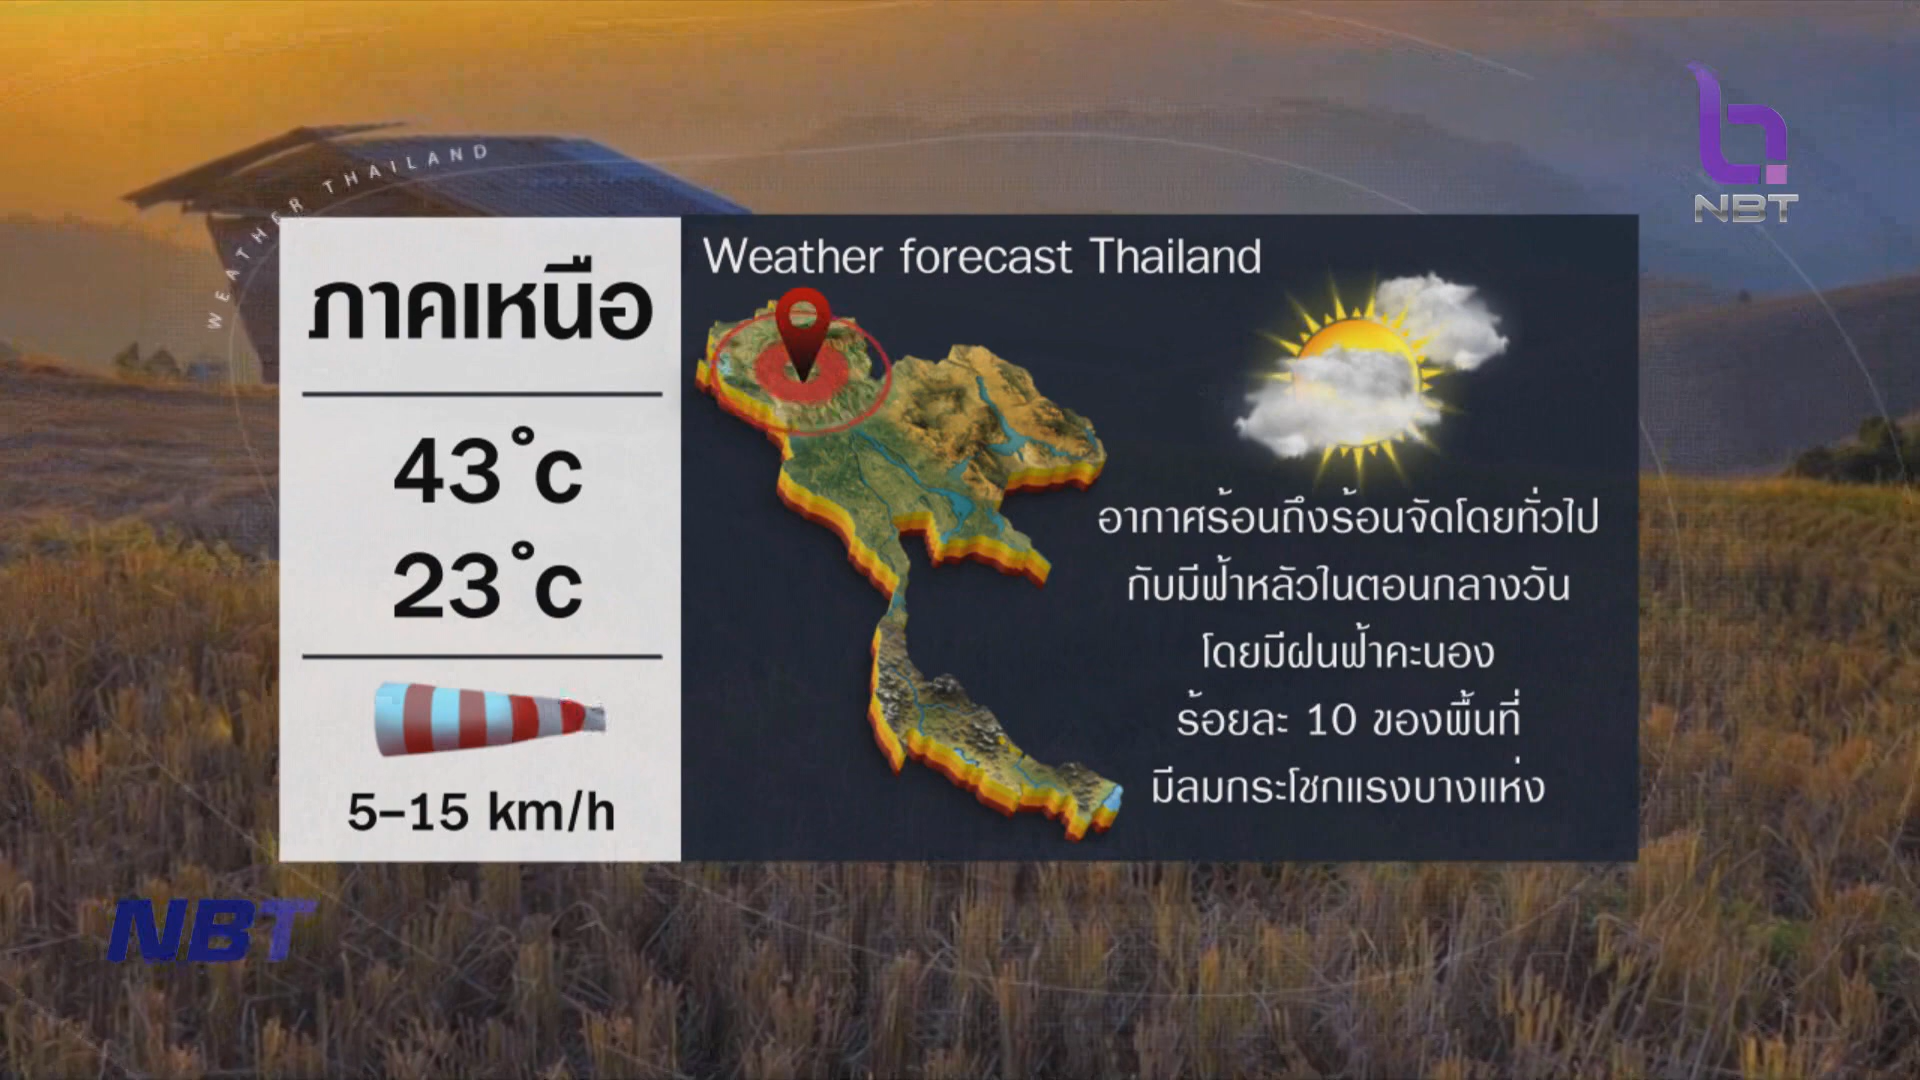 WEATHER THAILAND
NBT
ภาคเหนือ
43°c
23°c
5-15 km/h
Weather forecast Thailand
อากาศร้อนถึงร้อนจัดโดยทั่วไป
กับมีฟ้าหลัวในตอนกลางวัน
โดยมีฝนฟ้าคะนอง
ร้อยละ 10 ของพื้นที่
มีลมกระโชกแรงบางแห่ง
NBT